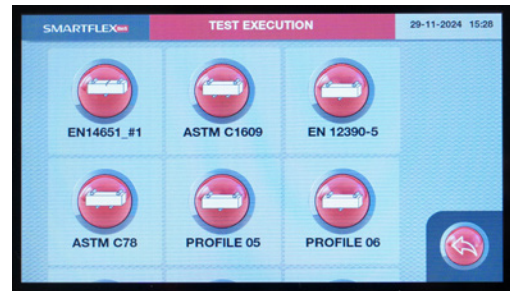 SMARTFLEX
TEST EXECUTION
29-11-2024 15:28
EN14651_#1
ASTM C1609
EN 12390-5
ASTM C78
PROFILE 05
PROFILE 06